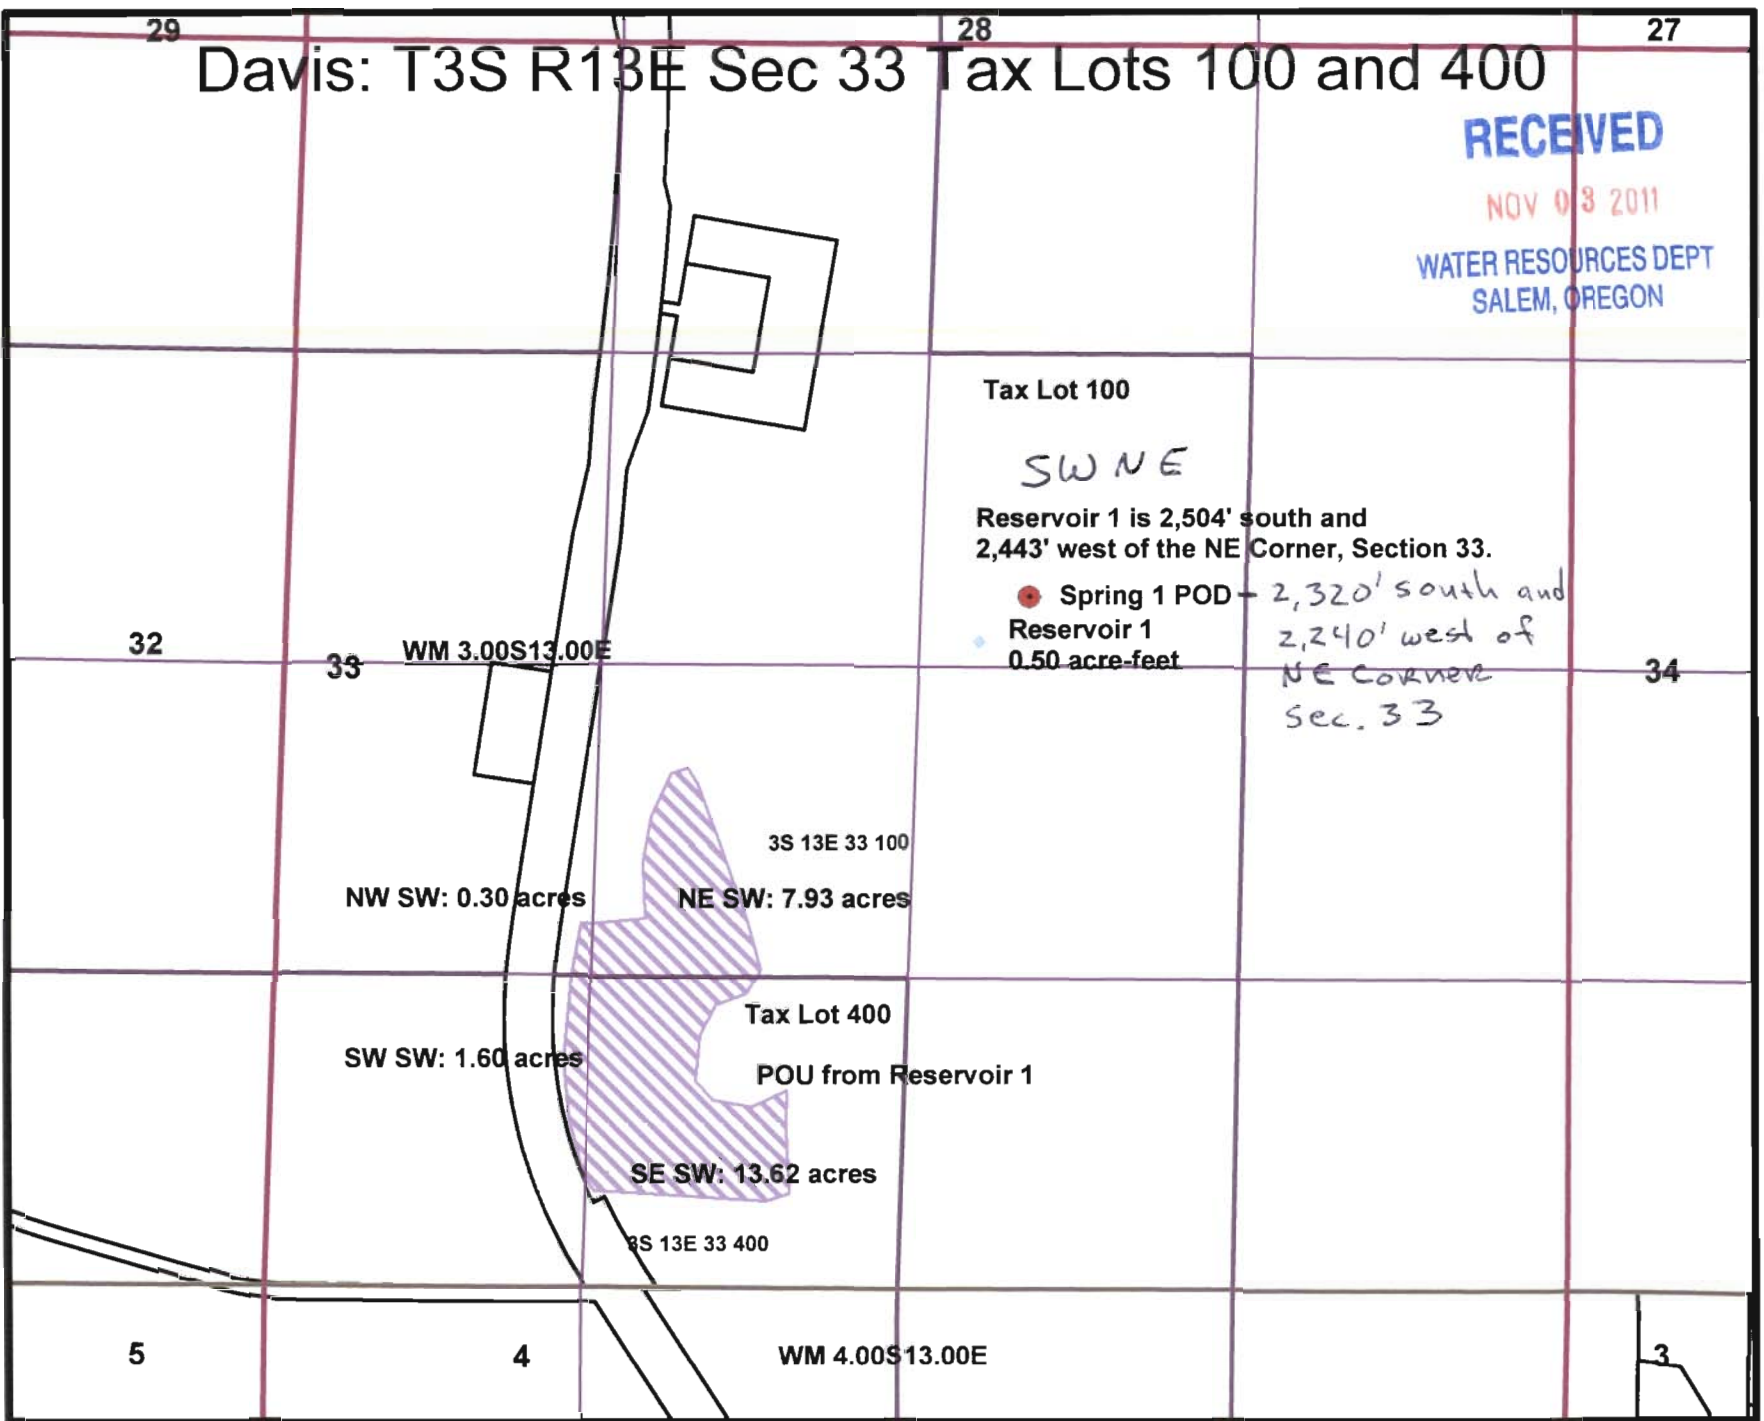 29
28
27
Davis: T3S R13E Sec 33 Tax Lots 100 and 400
RECEIVED
NOV 03 2011
WATER RESOURCES DEPT
SALEM, OREGON
Tax Lot 100
SW NE
Reservoir 1 is 2,504' south and
2,443' west of the NE Corner, Section 33.
Spring 1 POD - 2,320' south and
2,240' west of
NE Corner
Sec. 33
Reservoir 1
0.50 acre-feet
32
33
WM 3.00S13.00E
34
3S 13E 33 100
NW SW: 0.30 acres
NE SW: 7.93 acres
Tax Lot 400
SW SW: 1.60 acres
POU from Reservoir 1
SE SW: 13.62 acres
3S 13E 33 400
5
4
WM 4.00S13.00E
3